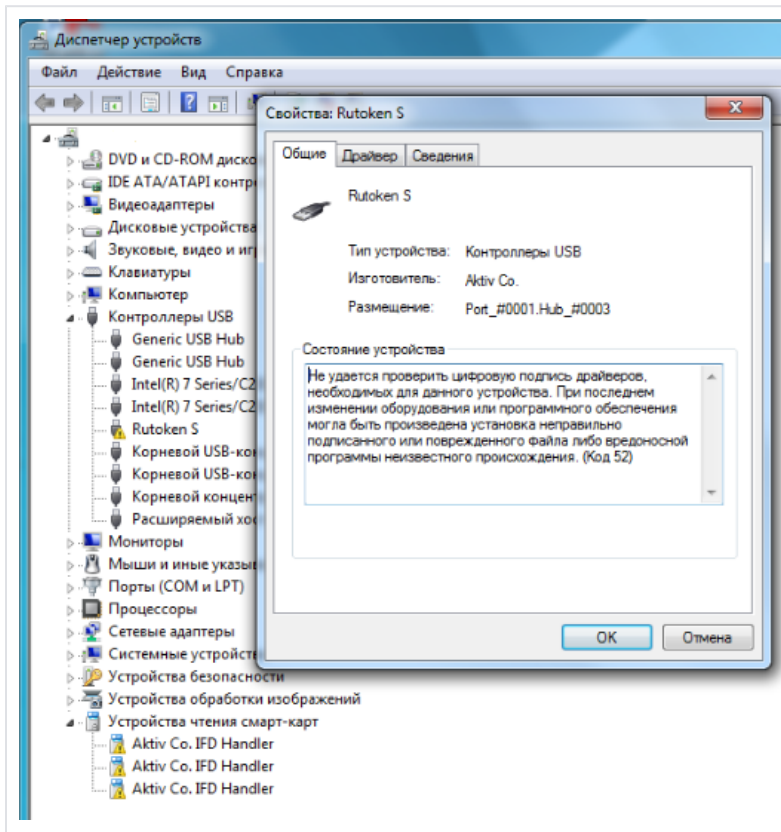 Диспетчер устройств
Файл Действие Вид Справка
DVD и CD-ROM диско
IDE ATA/ATAPI контр
Видеоадаптеры
Дисковые устройства
Звуковые, видео и иг
Клавиатуры
Компьютер
Контроллеры USB
Generic USB Hub
Generic USB Hub
Intel(R) 7 Series/C2
Intel(R) 7 Series/C2
Rutoken S
Корневой USB-ко
Корневой USB-ко
Корневой концен
Расширяемый хо
Мониторы
Мыши и иные указы
Порты (COM и LPT)
Процессоры
Сетевые адаптеры
Системные устройст
Устройства безопасности
Устройства обработки изображений
Устройства чтения смарт-карт
Aktiv Co. IFD Handler
Aktiv Co. IFD Handler
Aktiv Co. IFD Handler
Свойства: Rutoken S
Общие Драйвер Сведения
Rutoken S
Тип устройства: Контроллеры USB
Изготовитель: Aktiv Co.
Размещение: Port_#0001.Hub_#0003
Состояние устройства
Не удается проверить цифровую подпись драйверов,
необходимых для данного устройства. При последнем
изменении оборудования или программного обеспечения
могла быть произведена установка неправильно
подписанного или поврежденного файла либо вредоносной
программы неизвестного происхождения. (Код 52)
OK Отмена